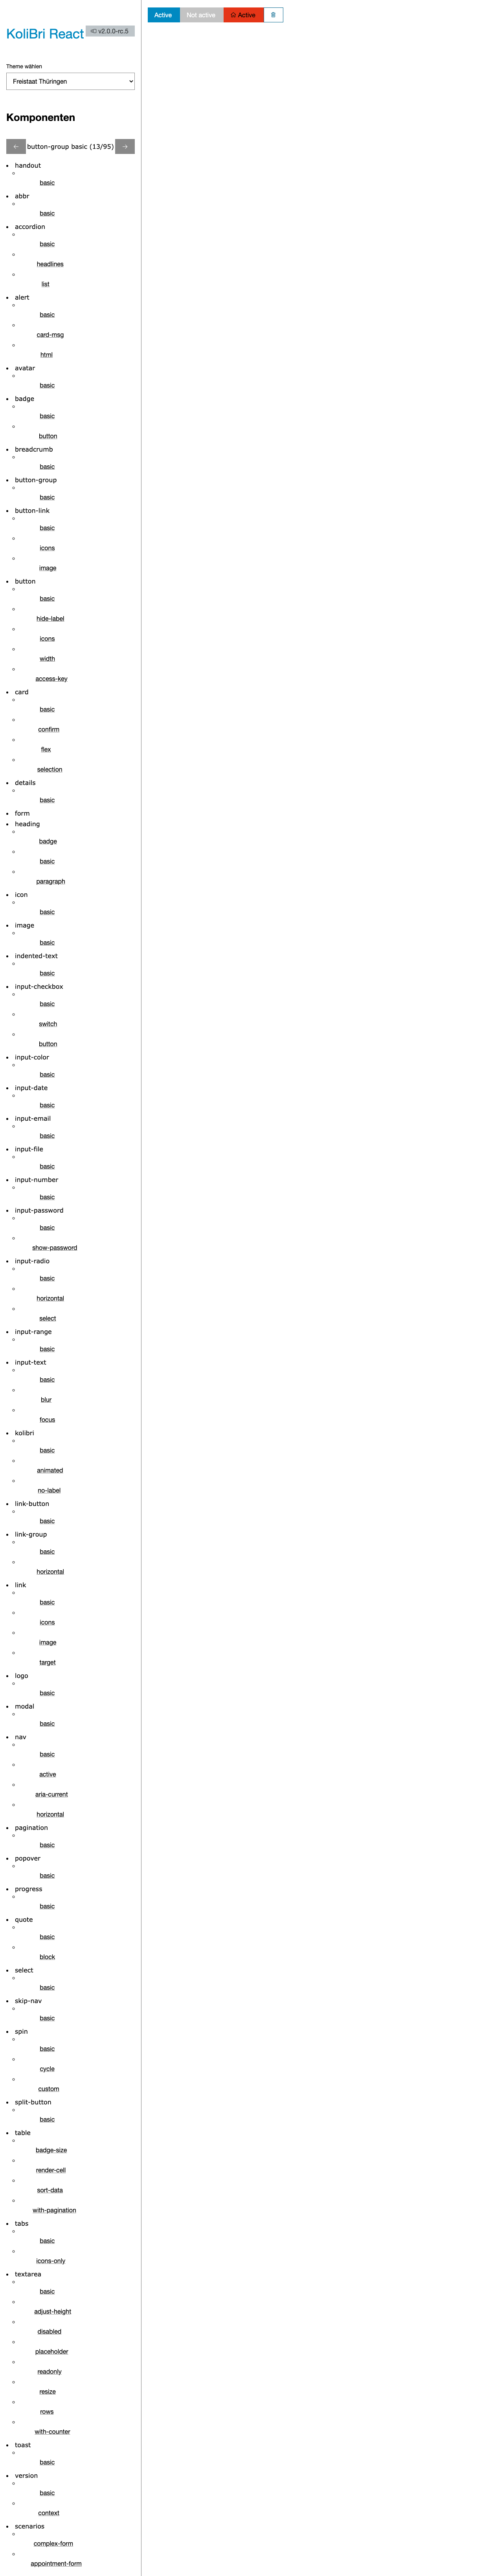 KoliBri React
v2.0.0-rc.5
Theme wählen
Freistaat Thüringen
Komponenten
← button-group basic (13/95) →
handout
basic
abbr
basic
accordion
basic
headlines
list
alert
basic
card-msg
html
avatar
basic
badge
basic
button
breadcrumb
basic
button-group
basic
button-link
basic
icons
image
button
basic
hide-label
icons
width
access-key
card
basic
confirm
flex
selection
details
basic
form
heading
badge
basic
paragraph
icon
basic
image
basic
indented-text
basic
input-checkbox
basic
switch
button
input-color
basic
input-date
basic
input-email
basic
input-file
basic
input-number
basic
input-password
basic
show-password
input-radio
basic
horizontal
select
input-range
basic
input-text
basic
blur
focus
kolibri
basic
animated
no-label
link-button
basic
link-group
basic
horizontal
link
basic
icons
image
target
logo
basic
modal
basic
nav
basic
active
aria-current
horizontal
pagination
basic
popover
basic
progress
basic
quote
basic
block
select
basic
skip-nav
basic
spin
basic
cycle
custom
split-button
basic
table
badge-size
render-cell
sort-data
with-pagination
tabs
basic
icons-only
textarea
basic
adjust-height
disabled
placeholder
readonly
resize
rows
with-counter
toast
basic
version
basic
context
scenarios
complex-form
appointment-form
Active
Not active
Active